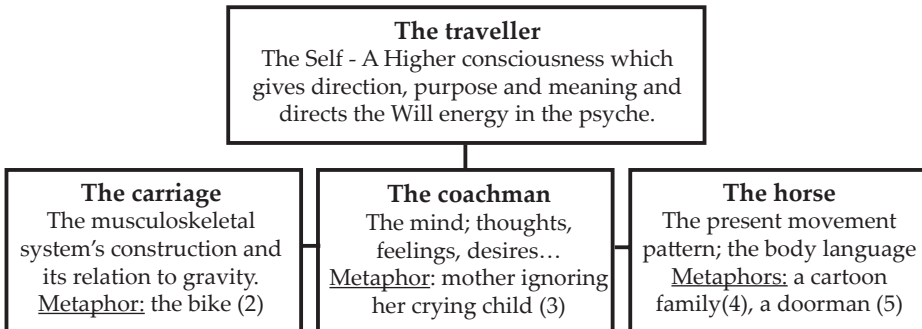 The traveller
The Self - A Higher consciousness which
gives direction, purpose and meaning and
directs the Will energy in the psyche.
The carriage
The musculoskeletal
system's construction and
its relation to gravity.
Metaphor: the bike (2)
The coachman
The mind; thoughts,
feelings, desires…
Metaphor: mother ignoring
her crying child (3)
The horse
The present movement
pattern; the body language
Metaphors: a cartoon
family(4), a doorman (5)